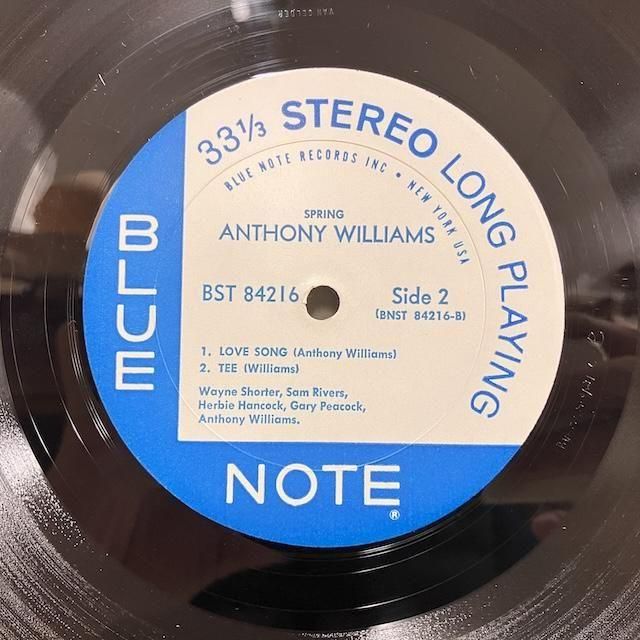 VAN GELDER
33⅓ STEREO LONG PLAYING
BLUE NOTE RECORDS INC • NEW YORK USA
SPRING
ANTHONY WILLIAMS
BST 84216
Side 2
(BNST 84216-B)
1. LOVE SONG (Anthony Williams)
2. TEE (Williams)
Wayne Shorter, Sam Rivers,
Herbie Hancock, Gary Peacock,
Anthony Williams.
BLUE
NOTE
®